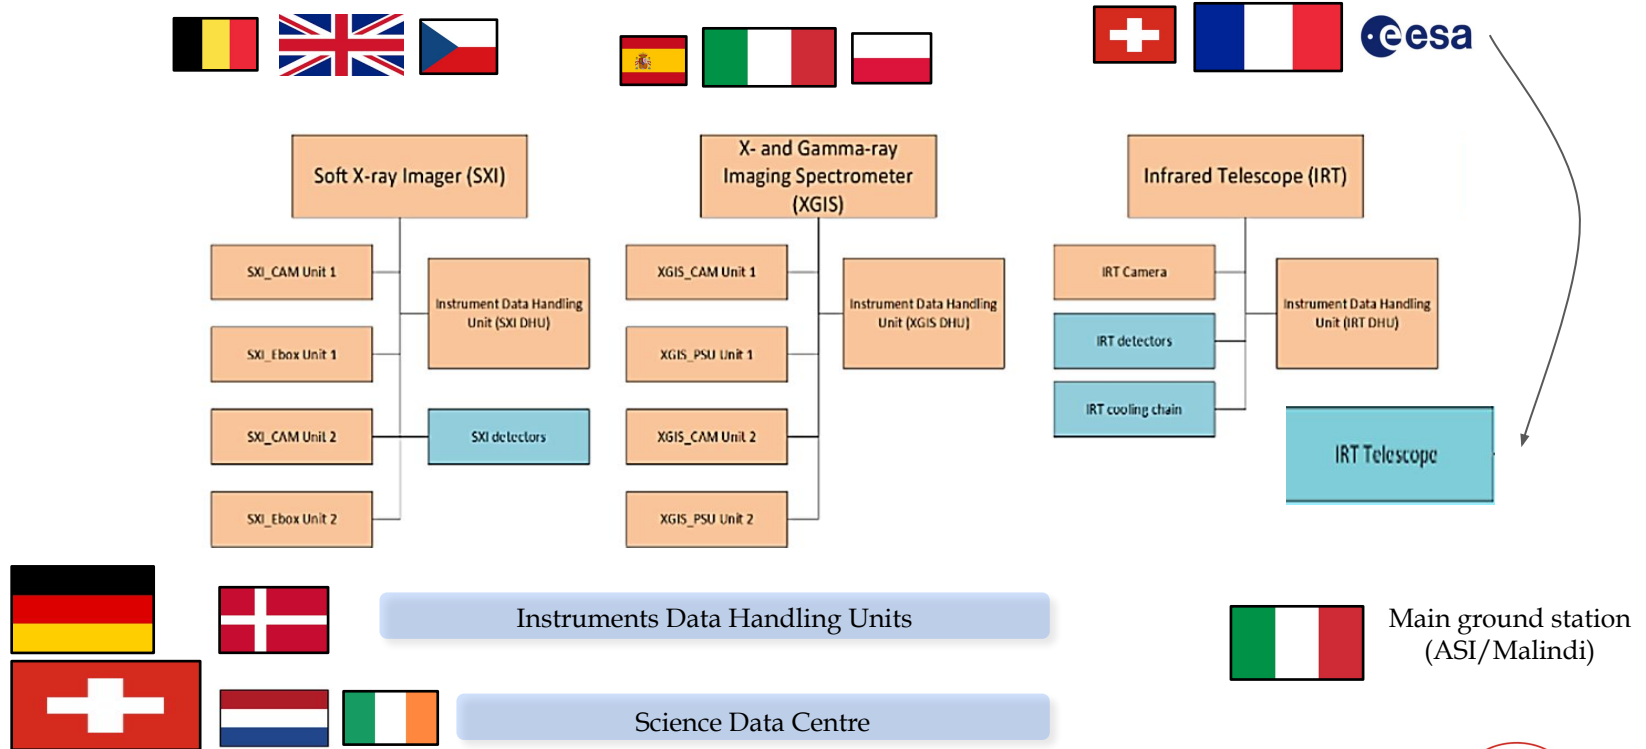 esa
Soft X-ray Imager (SXI)
X- and Gamma-ray
Imaging Spectrometer
(XGIS)
Infrared Telescope (IRT)
SXI_CAM Unit 1
Instrument Data Handling
Unit (SXI DHU)
SXI_Ebox Unit 1
SXI_CAM Unit 2
SXI detectors
SXI_Ebox Unit 2
XGIS_CAM Unit 1
Instrument Data Handling
Unit (XGIS DHU)
XGIS_PSU Unit 1
XGIS_CAM Unit 2
XGIS_PSU Unit 2
IRT Camera
Instrument Data Handling
Unit (IRT DHU)
IRT detectors
IRT cooling chain
IRT Telescope
Instruments Data Handling Units
Main ground station
(ASI/Malindi)
Science Data Centre